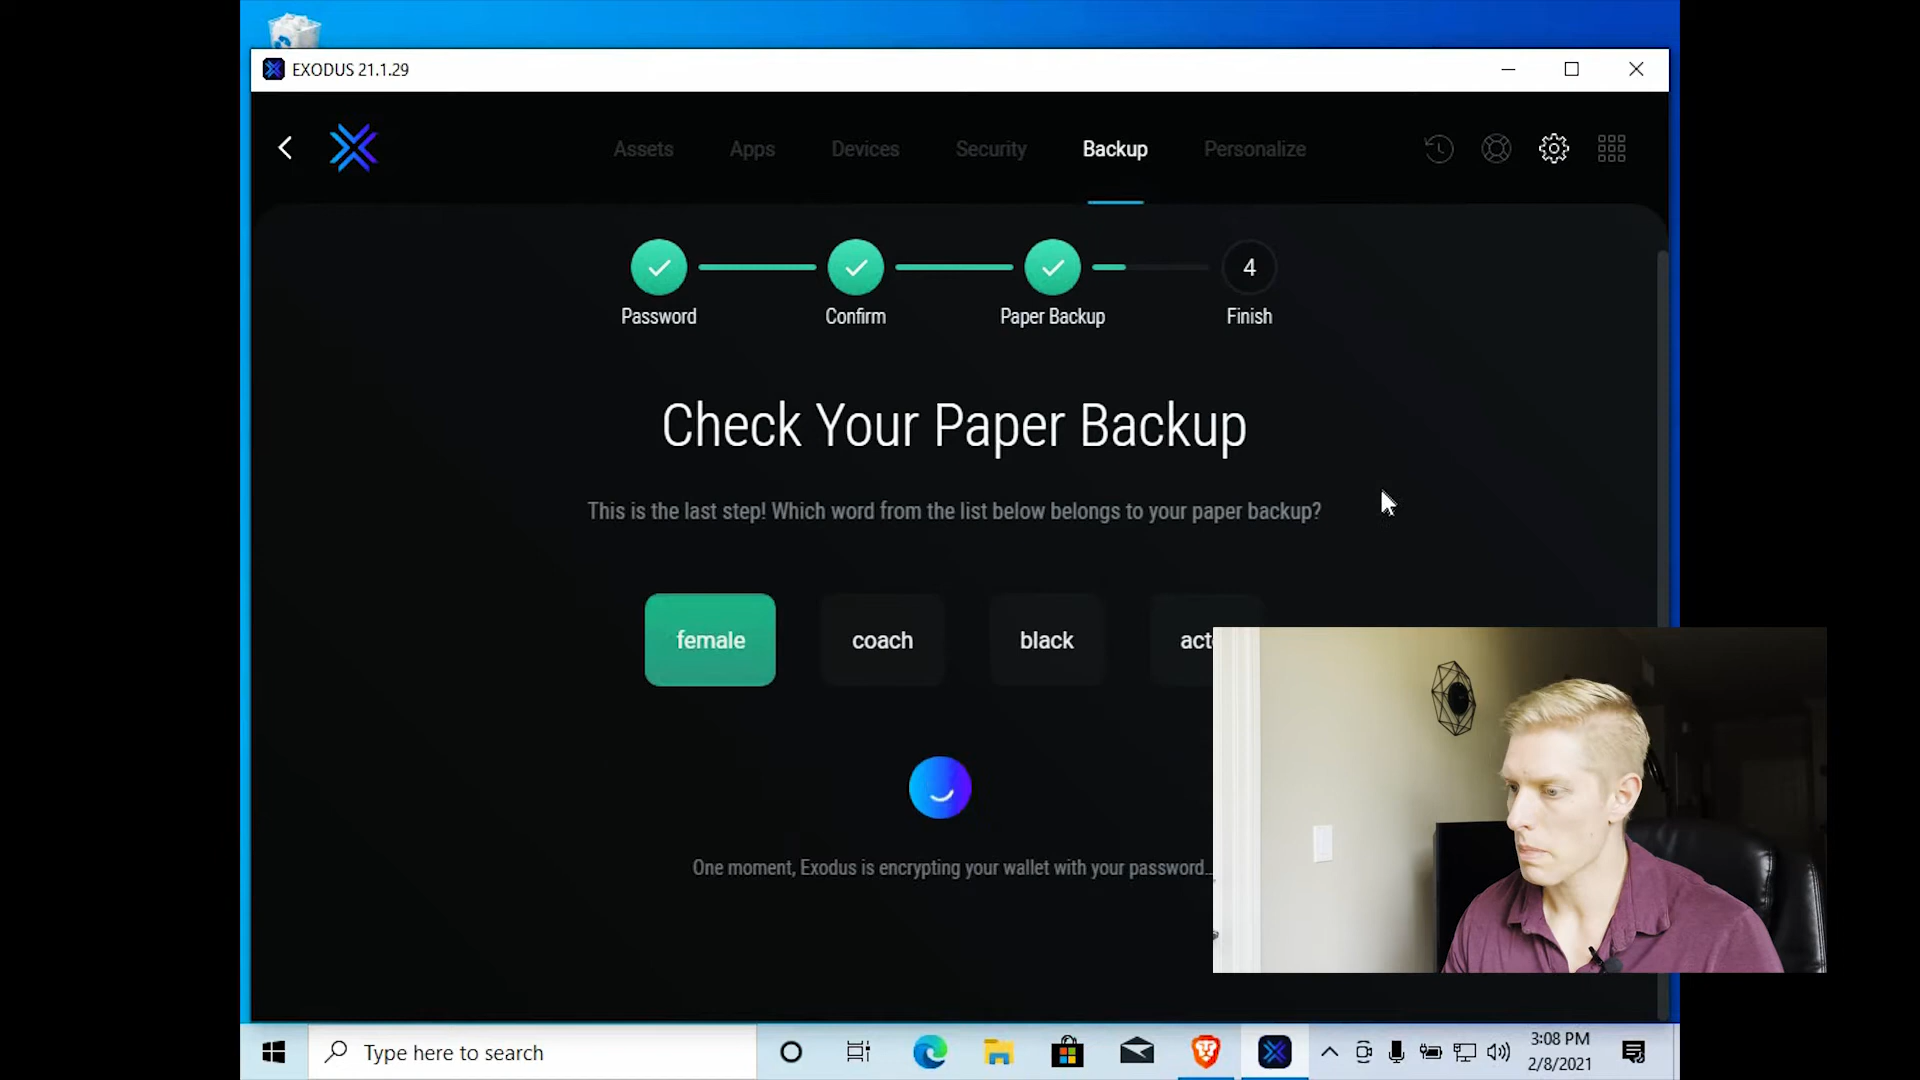 EXODUS 21.1.29
Assets Apps Devices Security Backup Personalize
4
Password Confirm Paper Backup Finish
Check Your Paper Backup
This is the last step! Which word from the list below belongs to your paper backup?
female coach black
One moment, Exodus is encrypting your wallet with your password...
Type here to search
3:08 PM
2/8/2021